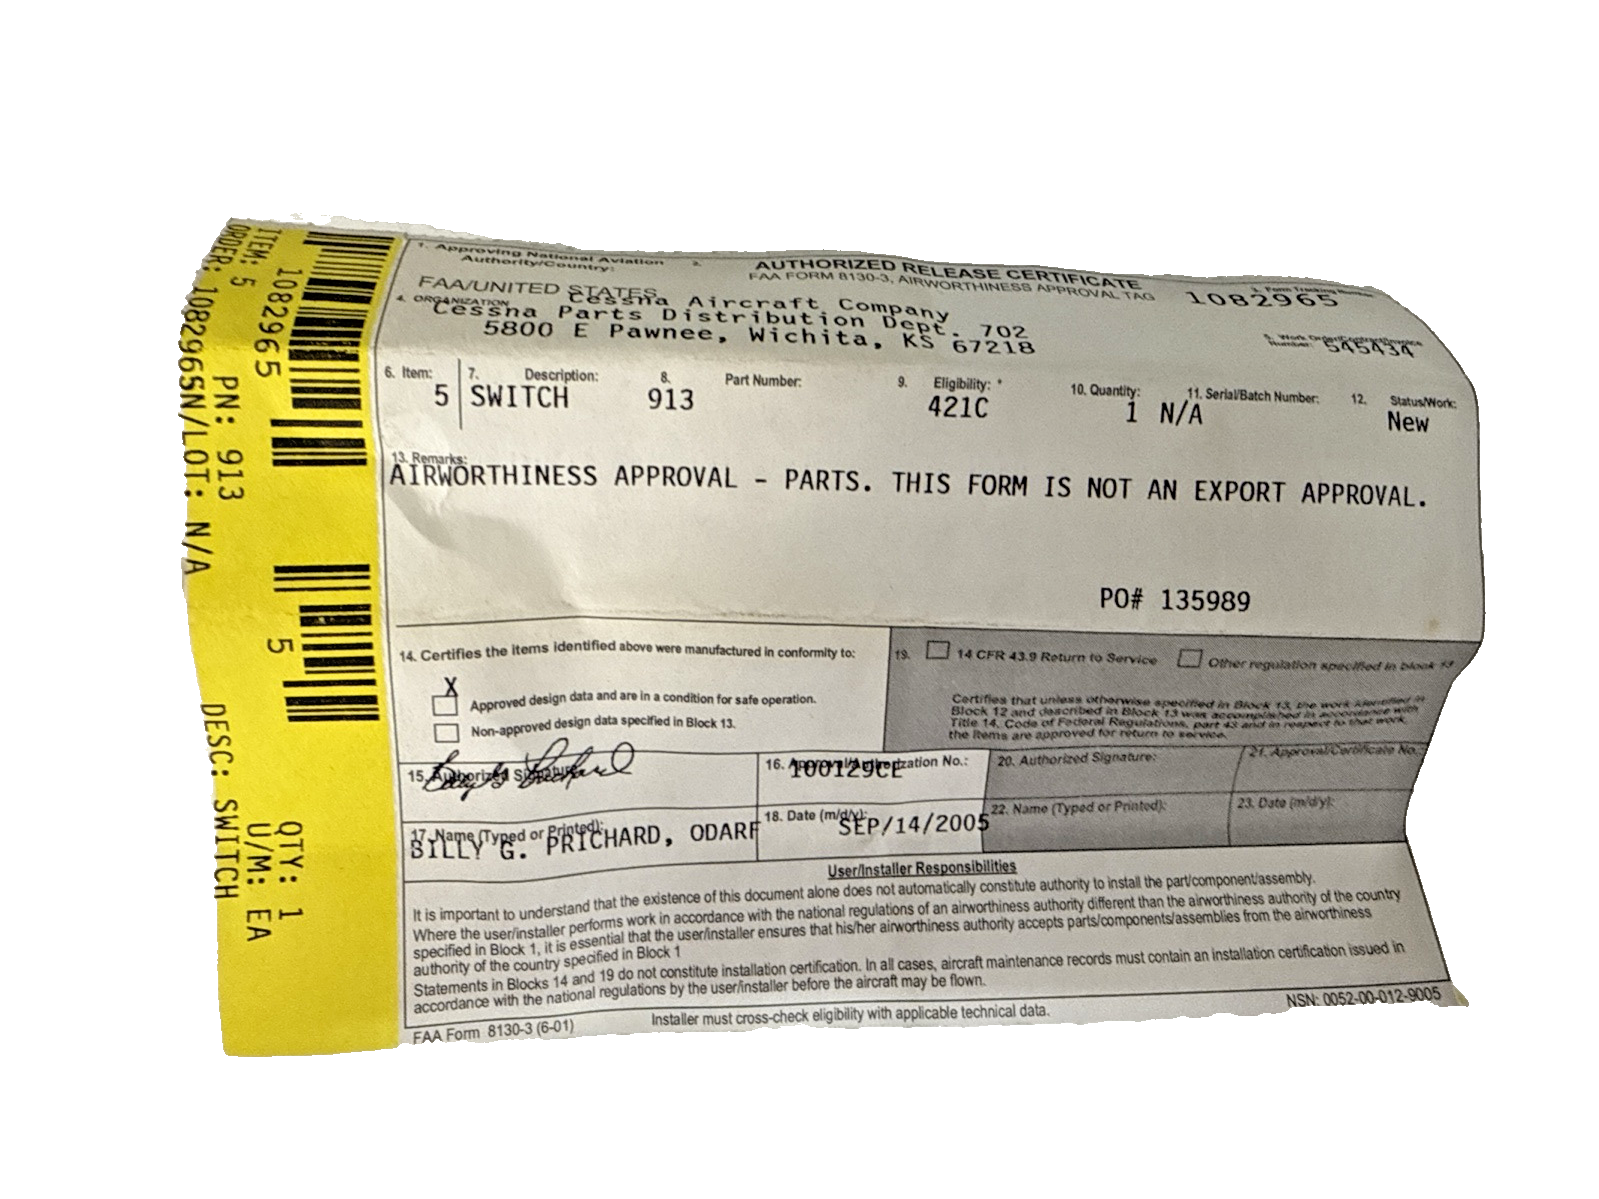 ITEM: 5
ORDER: 1082965
1082965
PN: 913
SN/LOT: N/A
5
DESC: SWITCH
QTY: 1
U/M: EA
1. Approving National Aviation
Authority/Country:
FAA/UNITED STATES
2.
AUTHORIZED RELEASE CERTIFICATE
FAA FORM 8130-3, AIRWORTHINESS APPROVAL TAG
3. Form Tracking Number
1082965
4. ORGANIZATION
Cessna Aircraft Company
Cessna Parts Distribution Dept. 702
5800 E Pawnee, Wichita, KS 67218
5. Work Order/Contract/Invoice
Number:
545434
6. Item: 7. Description: 8. Part Number: 9. Eligibility: * 10. Quantity: 11. Serial/Batch Number: 12. Status/Work:
5 SWITCH 913 421C 1 N/A New
13. Remarks:
AIRWORTHINESS APPROVAL - PARTS. THIS FORM IS NOT AN EXPORT APPROVAL.
PO# 135989
14. Certifies the items identified above were manufactured in conformity to:
X
Approved design data and are in a condition for safe operation.
Non-approved design data specified in Block 13.
19. 14 CFR 43.9 Return to Service Other regulation specified in block 13
Certifies that unless otherwise specified in Block 13, the work identified in
Block 12 and described in Block 13 was accomplished in accordance with
Title 14, Code of Federal Regulations, part 43 and in respect to that work,
the items are approved for return to service.
15. Authorized Signature:
16. Approval/Authorization No.:
100129CE
20. Authorized Signature:
21. Approval/Certificate No.:
17. Name (Typed or Printed):
BILLY G. PRICHARD, ODARF
18. Date (m/d/y):
SEP/14/2005
22. Name (Typed or Printed):
23. Date (m/d/y):
User/Installer Responsibilities
It is important to understand that the existence of this document alone does not automatically constitute authority to install the part/component/assembly.
Where the user/installer performs work in accordance with the national regulations of an airworthiness authority different than the airworthiness authority of the country
specified in Block 1, it is essential that the user/installer ensures that his/her airworthiness authority accepts parts/components/assemblies from the airworthiness
authority of the country specified in Block 1
Statements in Blocks 14 and 19 do not constitute installation certification. In all cases, aircraft maintenance records must contain an installation certification issued in
accordance with the national regulations by the user/installer before the aircraft may be flown.
FAA Form 8130-3 (6-01)
Installer must cross-check eligibility with applicable technical data.
NSN: 0052-00-012-9005